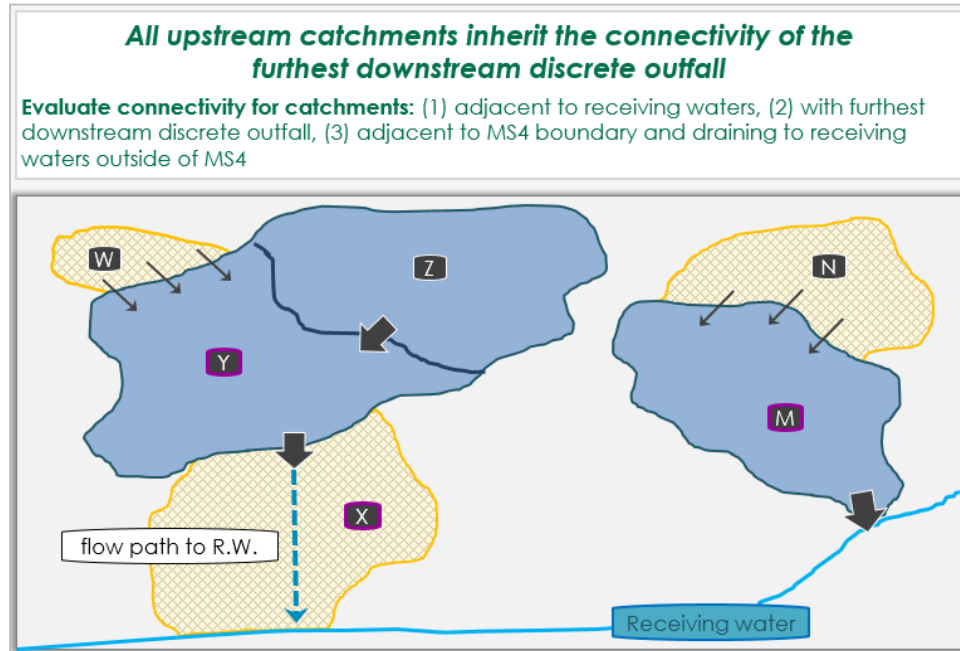 All upstream catchments inherit the connectivity of the
furthest downstream discrete outfall
Evaluate connectivity for catchments: (1) adjacent to receiving waters, (2) with furthest
downstream discrete outfall, (3) adjacent to MS4 boundary and draining to receiving
waters outside of MS4
W
Z
N
Y
M
X
flow path to R.W.
Receiving water